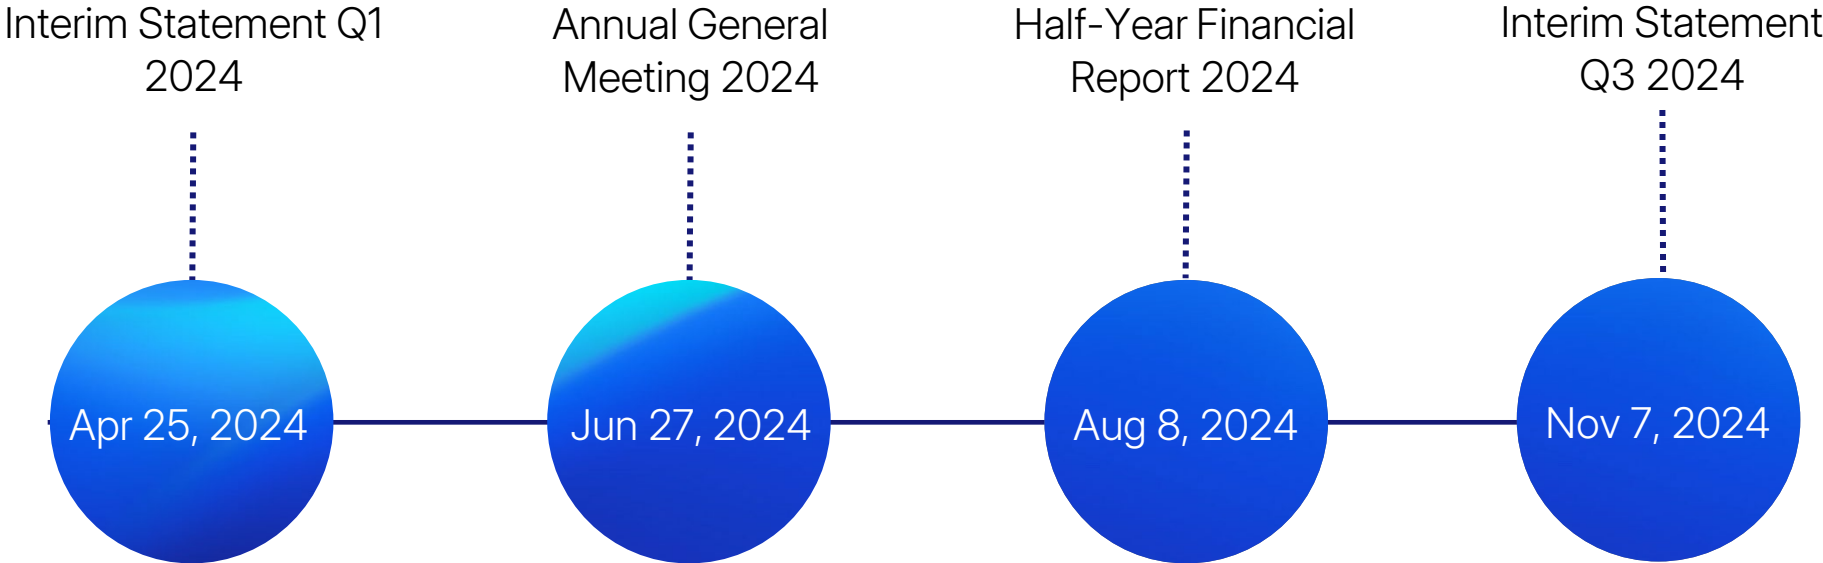 Interim Statement Q1
2024
Annual General
Meeting 2024
Half-Year Financial
Report 2024
Interim Statement
Q3 2024
Apr 25, 2024
Jun 27, 2024
Aug 8, 2024
Nov 7, 2024